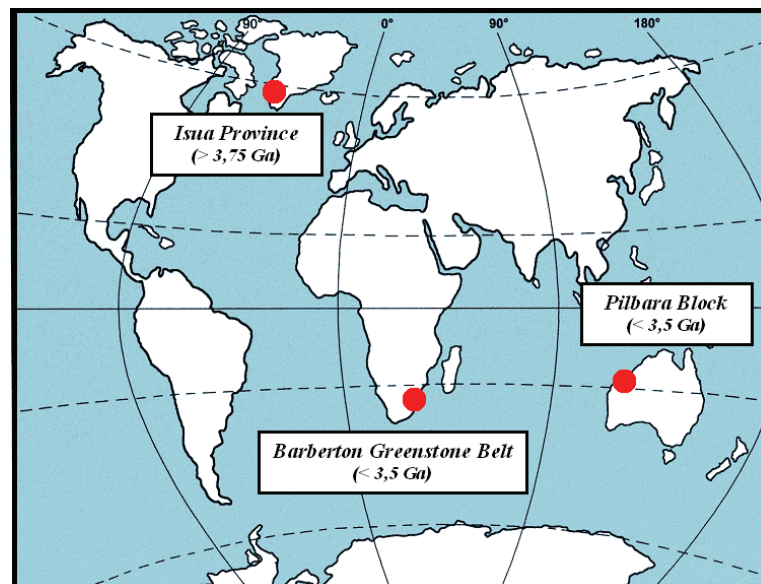 90° 0° 90° 180°
Isua Province
(> 3,75 Ga)
Pilbara Block
(< 3,5 Ga)
Barberton Greenstone Belt
(< 3,5 Ga)